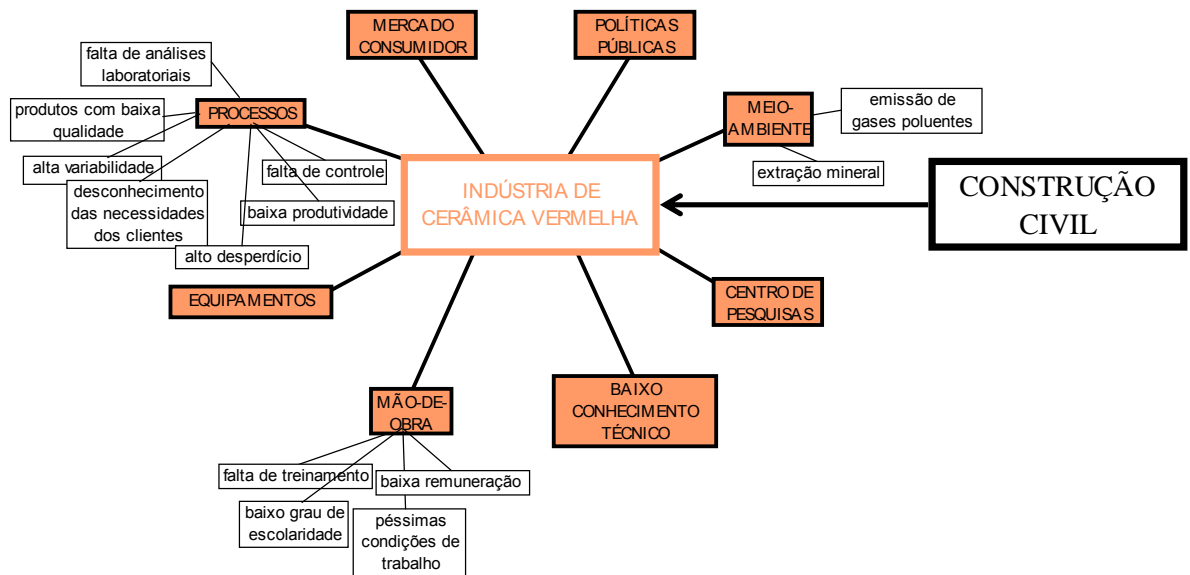 MERCADO
CONSUMIDOR
POLÍTICAS
PÚBLICAS
falta de análises
laboratoriais
PROCESSOS
produtos com baixa
qualidade
alta variabilidade
desconhecimento
das necessidades
dos clientes
alto desperdício
falta de controle
baixa produtividade
MEIO-
AMBIENTE
emissão de
gases poluentes
extração mineral
INDÚSTRIA DE
CERÂMICA VERMELHA
CONSTRUÇÃO
CIVIL
EQUIPAMENTOS
CENTRO DE
PESQUISAS
MÃO-DE-
OBRA
BAIXO
CONHECIMENTO
TÉCNICO
falta de treinamento
baixa remuneração
baixo grau de
escolaridade
péssimas
condições de
trabalho